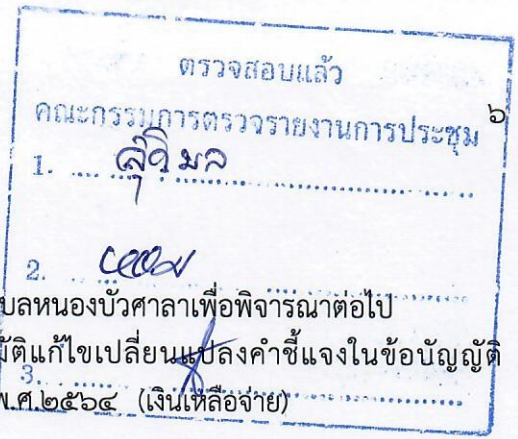 ตรวจสอบแล้ว
๖
คณะกรรมการตรวจรายงานการประชุม
1. สุวิมล
2.
บลหนองบัวศาลาเพื่อพิจารณาต่อไป
มัติแก้ไขเปลี่ยนแปลงคำชี้แจงในข้อบัญญัติ
3.
พ.ศ.๒๕๖๔ (เงินเหลือจ่าย)